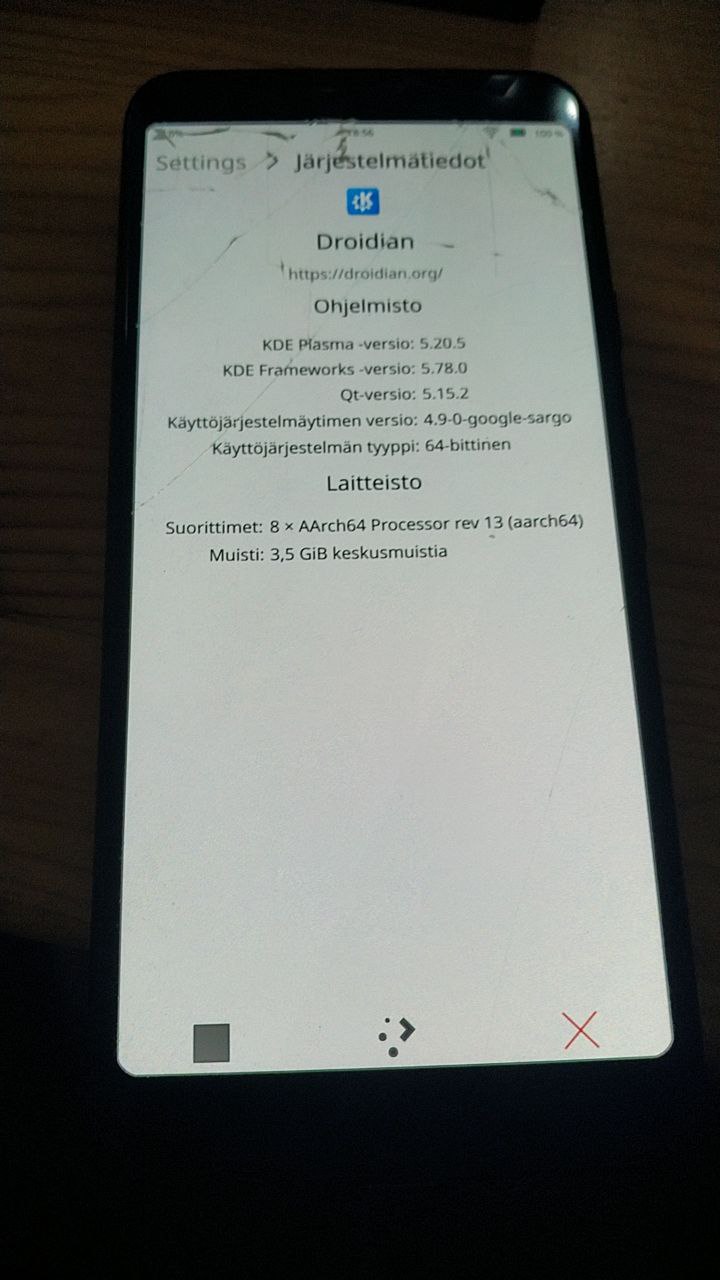 100 %
Settings > Järjestelmätiedot
Droidian
https://droidian.org/
Ohjelmisto
KDE Plasma -versio: 5.20.5
KDE Frameworks -versio: 5.78.0
Qt-versio: 5.15.2
Käyttöjärjestelmäytimen versio: 4.9-0-google-sargo
Käyttöjärjestelmän tyyppi: 64-bittinen
Laitteisto
Suorittimet: 8 × AArch64 Processor rev 13 (aarch64)
Muisti: 3,5 GiB keskusmuistia